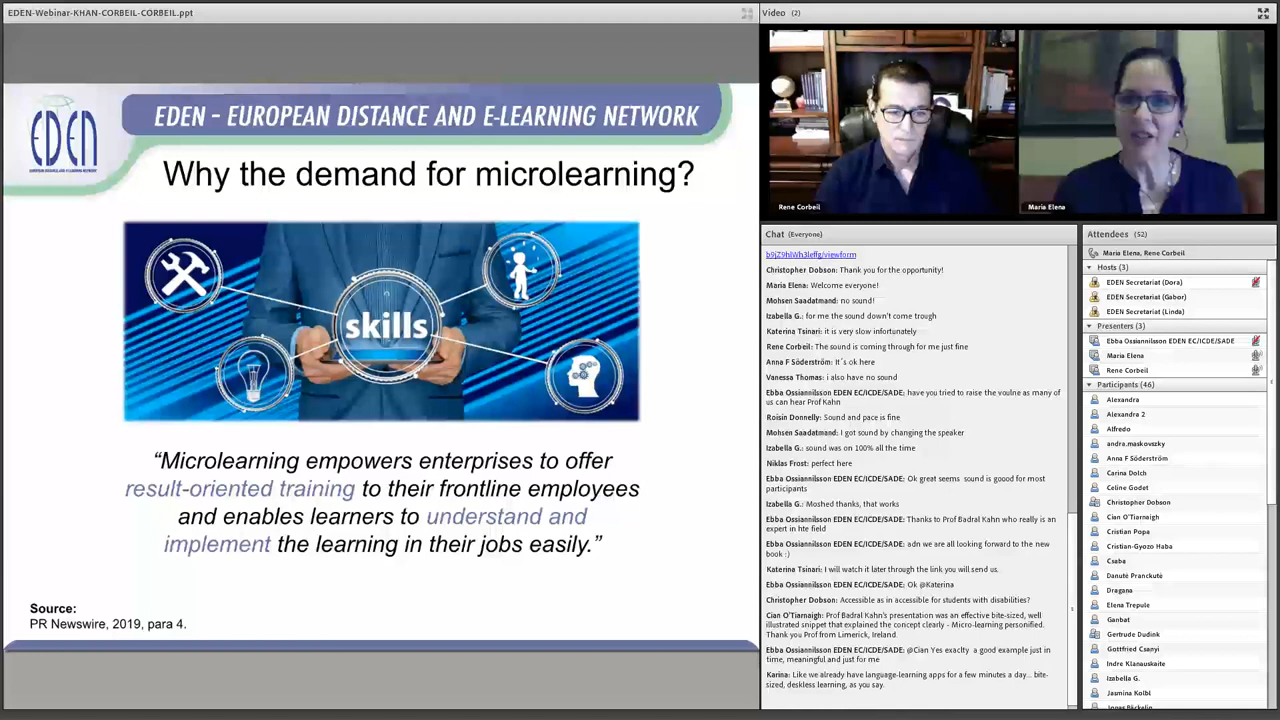 EDEN-Webinar-KHAN-CORBEIL-CORBEIL.ppt
EDEN
EUROPEAN DISTANCE AND E-LEARNING NETWORK
EDEN - EUROPEAN DISTANCE AND E-LEARNING NETWORK
Why the demand for microlearning?
skills
“Microlearning empowers enterprises to offer
result-oriented training to their frontline employees
and enables learners to understand and
implement the learning in their jobs easily.”
Source:
PR Newswire, 2019, para 4.
Video (2)
Rene Corbeil
Maria Elena
Chat (Everyone)
b9jZ9hIWh3leffg/viewform
Christopher Dobson: Thank you for the opportunity!
Maria Elena: Welcome everyone!
Mohsen Saadatmand: no sound!
Izabella G.: for me the sound down't come trough
Katerina Tsinari: it is very slow infortunately
Rene Corbeil: The sound is coming through for me just fine
Anna F Söderström: It´s ok here
Vanessa Thomas: i also have no sound
Ebba Ossiannilsson EDEN EC/ICDE/SADE: have you tried to raise the voulne as many of
us can hear Prof Kahn
Roisin Donnelly: Sound and pace is fine
Mohsen Saadatmand: I got sound by changing the speaker
Izabella G.: sound was on 100% all the time
Niklas Frost: perfect here
Ebba Ossiannilsson EDEN EC/ICDE/SADE: Ok great seems sound is goood for most
participants
Izabella G.: Moshed thanks, that works
Ebba Ossiannilsson EDEN EC/ICDE/SADE: Thanks to Prof Badral Kahn who really is an
expert in hte field
Ebba Ossiannilsson EDEN EC/ICDE/SADE: adn we are all looking forward to the new
book :)
Katerina Tsinari: I will watch it later through the link you will send us.
Ebba Ossiannilsson EDEN EC/ICDE/SADE: Ok @Katerina
Christopher Dobson: Accessible as in accessible for students with disabilities?
Cian O'Tiarnaigh: Prof Badral Kahn's presentation was an effective bite-sized, well
illustrated snippet that explained the concept clearly - Micro-learning personified.
Thank you Prof from Limerick, Ireland.
Ebba Ossiannilsson EDEN EC/ICDE/SADE: @Cian Yes exaclty a good example just in
time, meaningful and just for me
Karina: Like we already have language-learning apps for a few minutes a day... bite-
sized, deskless learning, as you say.
Attendees (52)
Maria Elena, Rene Corbeil
Hosts (3)
EDEN Secretariat (Dora)
EDEN Secretariat (Gabor)
EDEN Secretariat (Linda)
Presenters (3)
Ebba Ossiannilsson EDEN EC/ICDE/SADE
Maria Elena
Rene Corbeil
Participants (46)
Alexandra
Alexandra 2
Alfredo
andra.maskovszky
Anna F Söderström
Carina Dolch
Celine Godet
Christopher Dobson
Cian O'Tiarnaigh
Cristian Popa
Cristian-Gyozo Haba
Csaba
Danutė Pranckutė
Dragana
Elena Trepule
Ganbat
Gertrude Dudink
Gottfried Csanyi
Indre Klanauskaite
Izabella G.
Jasmina Kolbl